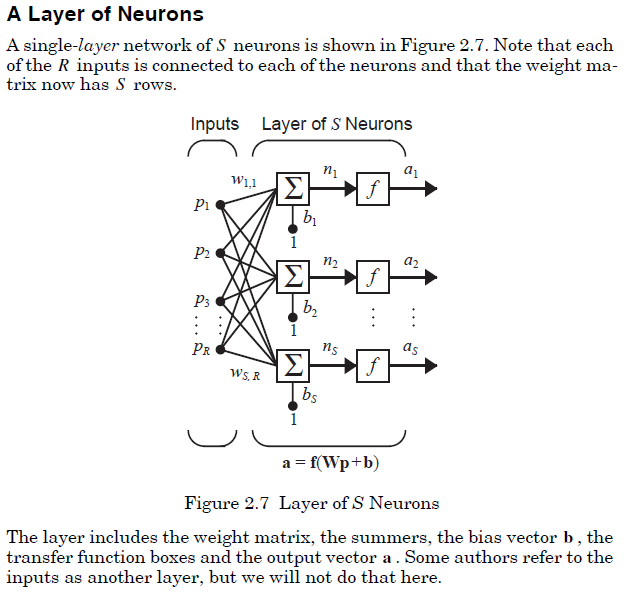 A Layer of Neurons
A single-layer network of S neurons is shown in Figure 2.7. Note that each
of the R inputs is connected to each of the neurons and that the weight ma-
trix now has S rows.
Inputs Layer of S Neurons
w1,1 n1 a1
p1 Σ f
b1
1
p2 n2 a2
Σ f
p3 b2
1
pR nS aS
wS, R Σ f
bS
1
a = f(Wp+b)
Figure 2.7 Layer of S Neurons
The layer includes the weight matrix, the summers, the bias vector b , the
transfer function boxes and the output vector a . Some authors refer to the
inputs as another layer, but we will not do that here.